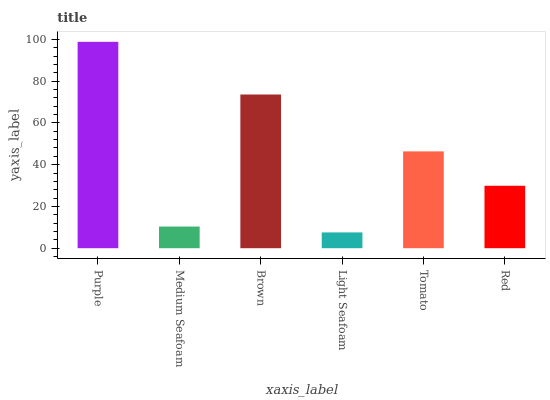 title
yaxis_label
100
80
60
40
20
0
Purple
Medium Seafoam
Brown
Light Seafoam
Tomato
Red
xaxis_label